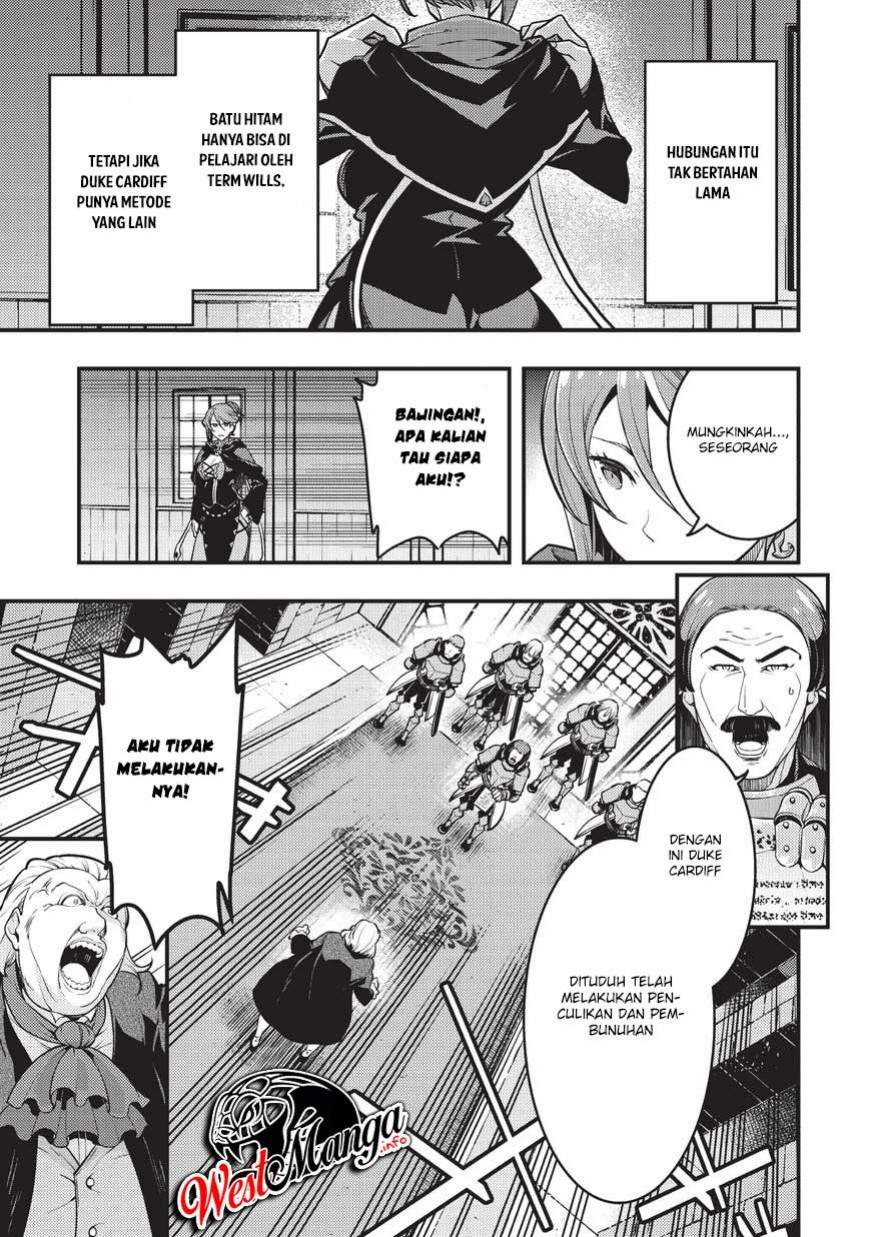 HUBUNGAN ITU
TAK BERTAHAN
LAMA
BATU HITAM
HANYA BISA DI
PELAJARI OLEH
TERM WILLS,
TETAPI JIKA
DUKE CARDIFF
PUNYA METODE
YANG LAIN
MUNGKINKAH...,
SESEORANG
BAJINGAN!,
APA KALIAN
TAU SIAPA
AKU!?
DENGAN
INI DUKE
CARDIFF
DITUDUH TELAH
MELAKUKAN PEN-
CULIKAN DAN PEM-
BUNUHAN
AKU TIDAK
MELAKUKAN-
NYA!
WestManga
.info